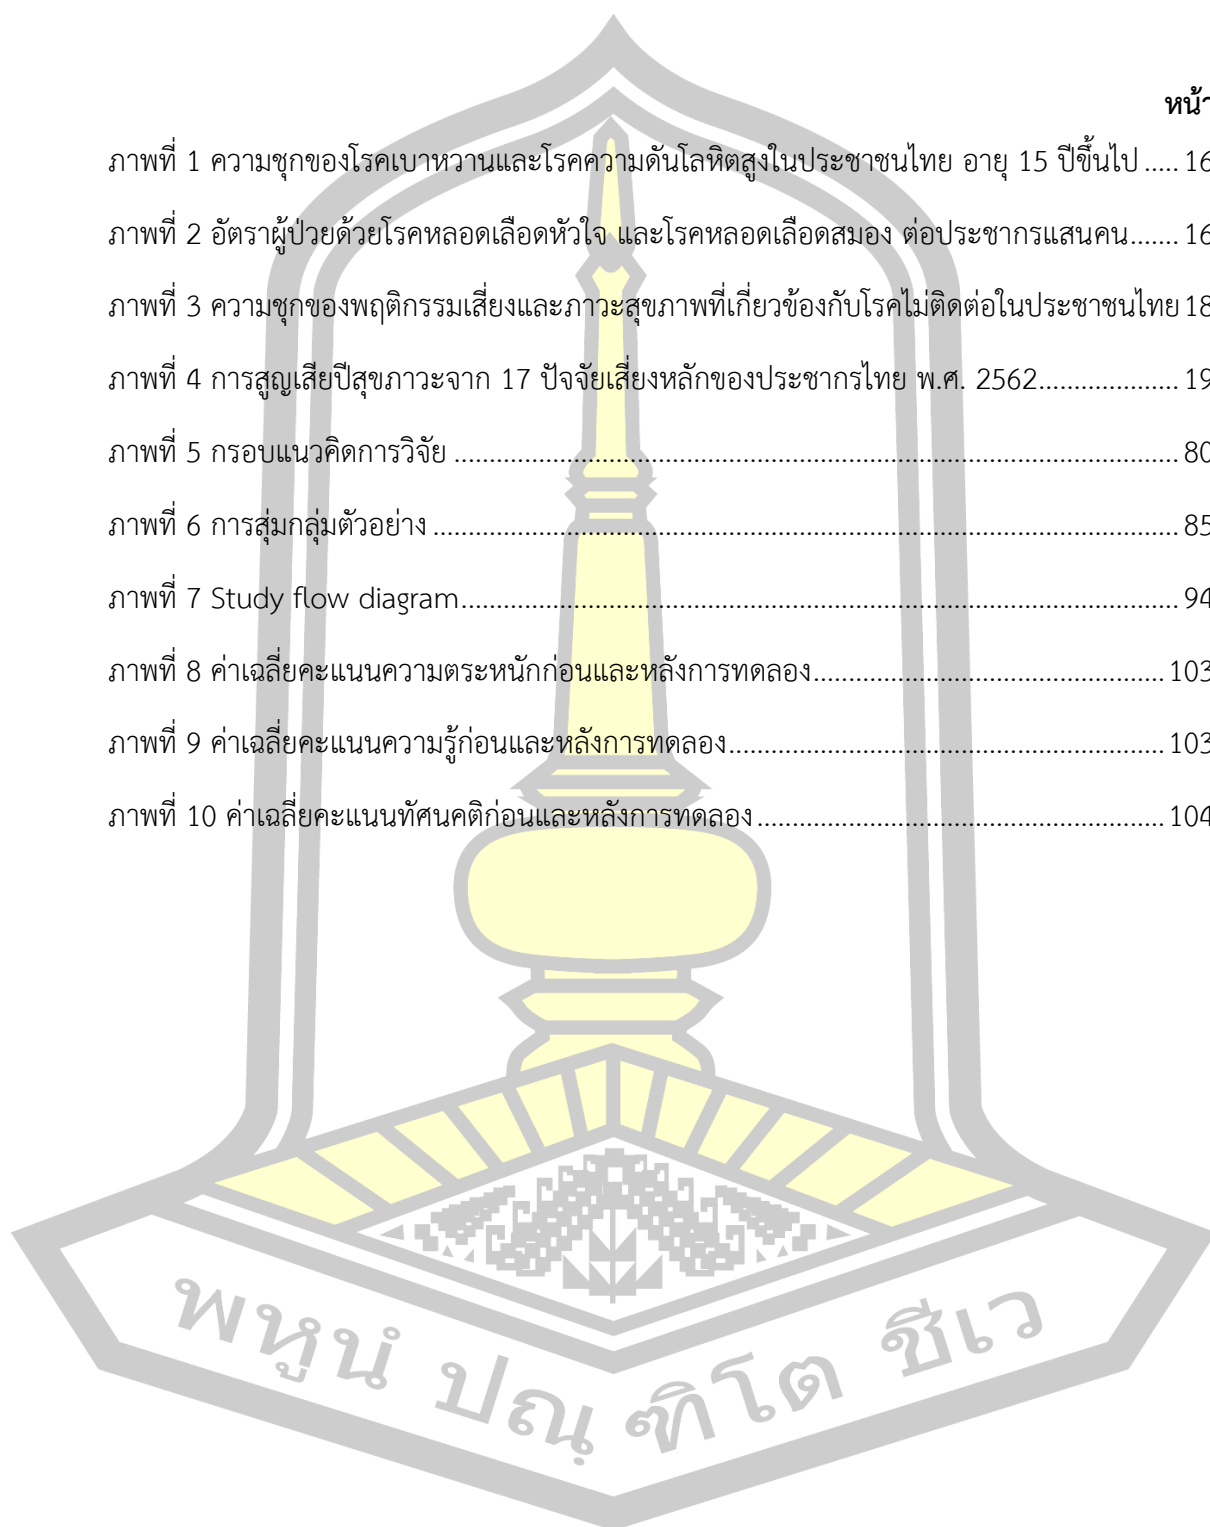 หน้า
ภาพที่ 1 ความชุกของโรคเบาหวานและโรคความดันโลหิตสูงในประชาชนไทย อายุ 15 ปีขึ้นไป ..... 16
ภาพที่ 2 อัตราผู้ป่วยด้วยโรคหลอดเลือดหัวใจ และโรคหลอดเลือดสมอง ต่อประชากรแสนคน....... 16
ภาพที่ 3 ความชุกของพฤติกรรมเสี่ยงและภาวะสุขภาพที่เกี่ยวข้องกับโรคไม่ติดต่อในประชาชนไทย 18
ภาพที่ 4 การสูญเสียปีสุขภาวะจาก 17 ปัจจัยเสี่ยงหลักของประชากรไทย พ.ศ. 2562.................... 19
ภาพที่ 5 กรอบแนวคิดการวิจัย ........................................................................................................ 80
ภาพที่ 6 การสุ่มกลุ่มตัวอย่าง ........................................................................................................... 85
ภาพที่ 7 Study flow diagram........................................................................................................ 94
ภาพที่ 8 ค่าเฉลี่ยคะแนนความตระหนักก่อนและหลังการทดลอง.................................................. 103
ภาพที่ 9 ค่าเฉลี่ยคะแนนความรู้ก่อนและหลังการทดลอง............................................................... 103
ภาพที่ 10 ค่าเฉลี่ยคะแนนทัศนคติก่อนและหลังการทดลอง .......................................................... 104
พหูนํ ปณฺฑิโต ชีเว